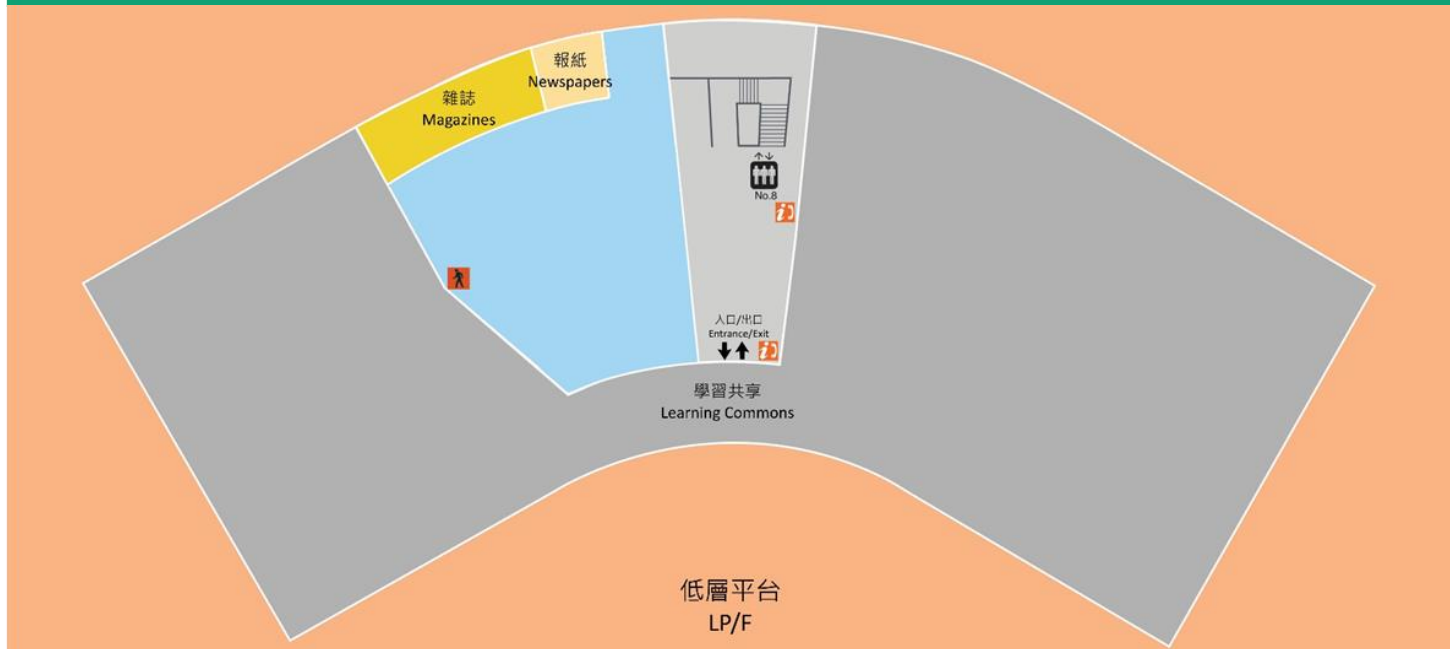 報紙
Newspapers
雜誌
Magazines
No.8
入口/出口
Entrance/Exit
學習共享
Learning Commons
低層平台
LP/F